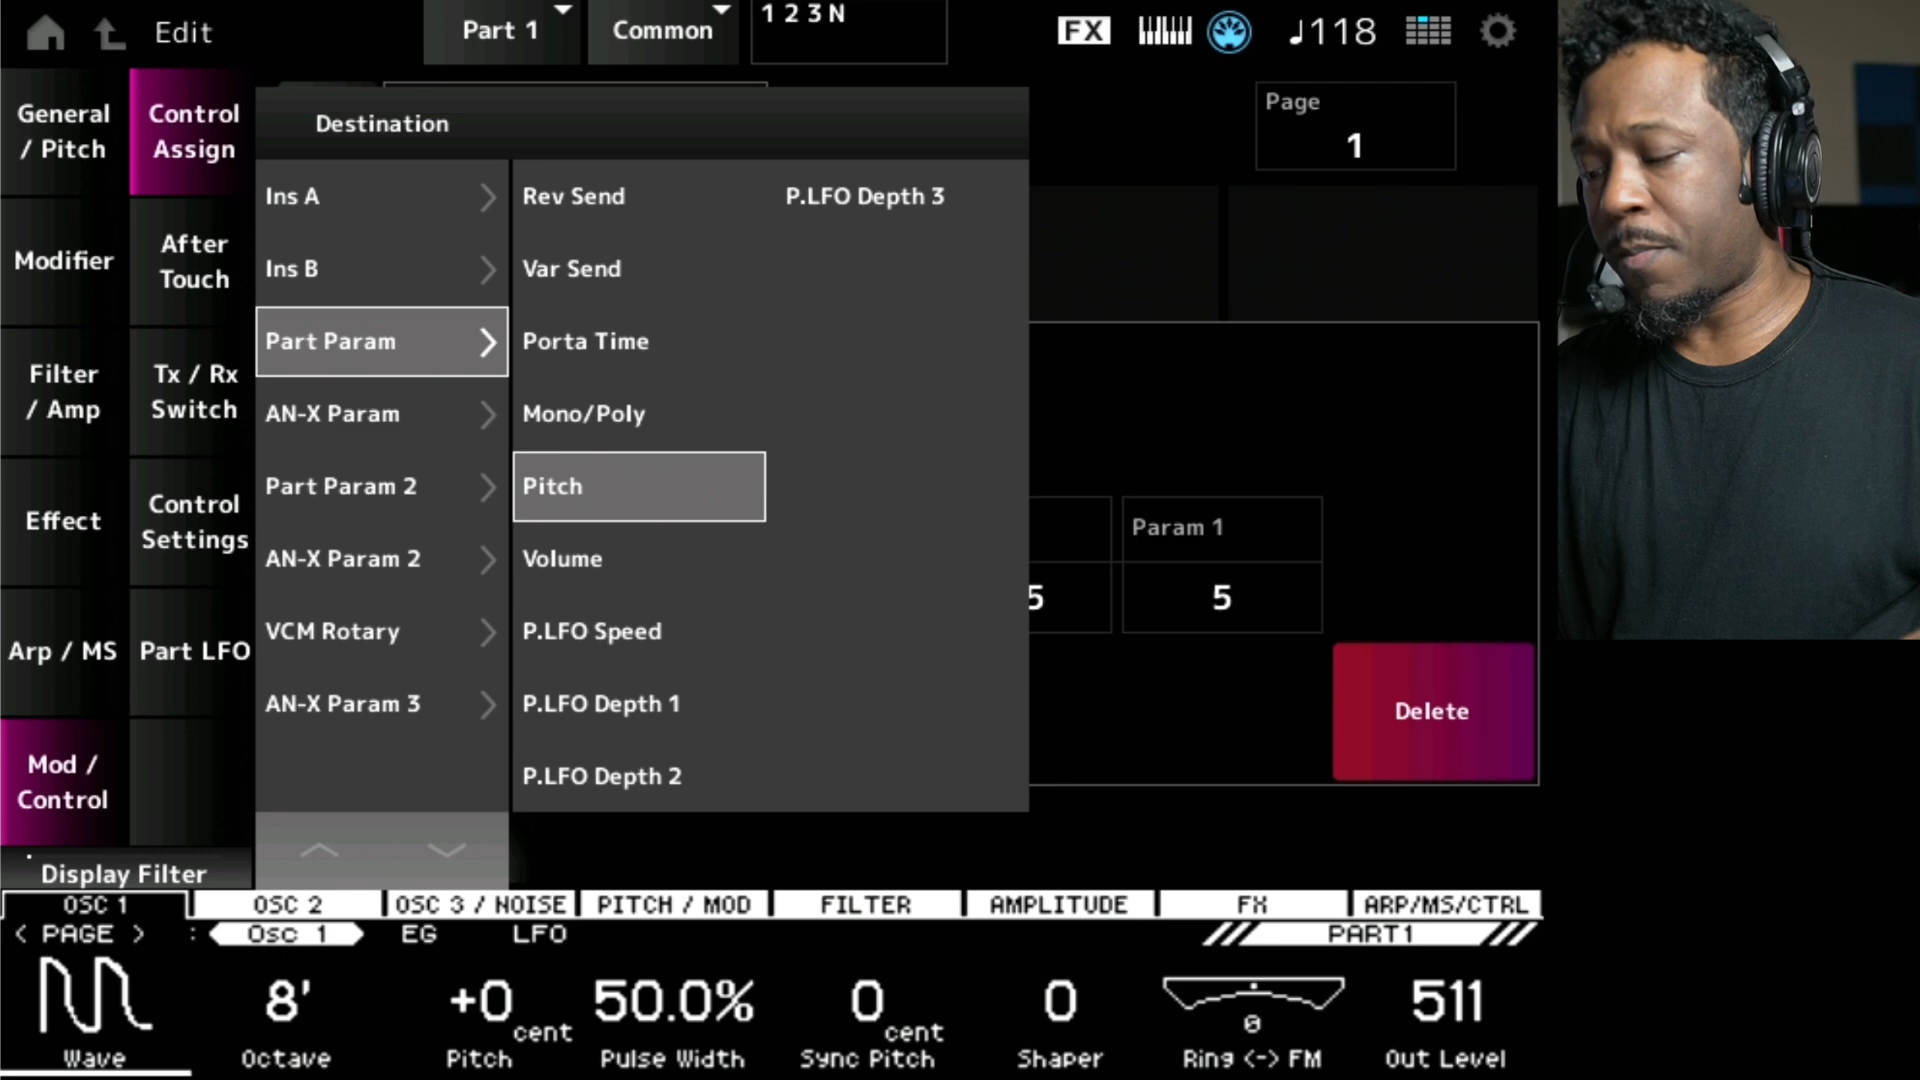 Edit
Part 1
Common
1 2 3 N
FX
♩118
General
/ Pitch
Control
Assign
Destination
Page
1
Modifier
After
Touch
Ins A
Rev Send
P.LFO Depth 3
Ins B
Var Send
Part Param
Porta Time
Filter
/ Amp
Tx / Rx
Switch
AN-X Param
Mono/Poly
Part Param 2
Pitch
Effect
Control
Settings
AN-X Param 2
Volume
Param 1
5
5
VCM Rotary
P.LFO Speed
Arp / MS
Part LFO
AN-X Param 3
P.LFO Depth 1
Delete
Mod /
Control
P.LFO Depth 2
Display Filter
OSC 1
OSC 2
OSC 3 / NOISE
PITCH / MOD
FILTER
AMPLITUDE
FX
ARP/MS/CTRL
< PAGE > :
Osc 1
EG
LFO
PART1
8'
+0 cent
50.0%
0 cent
0
0
511
Wave
Octave
Pitch
Pulse Width
Sync Pitch
Shaper
Ring <-> FM
Out Level